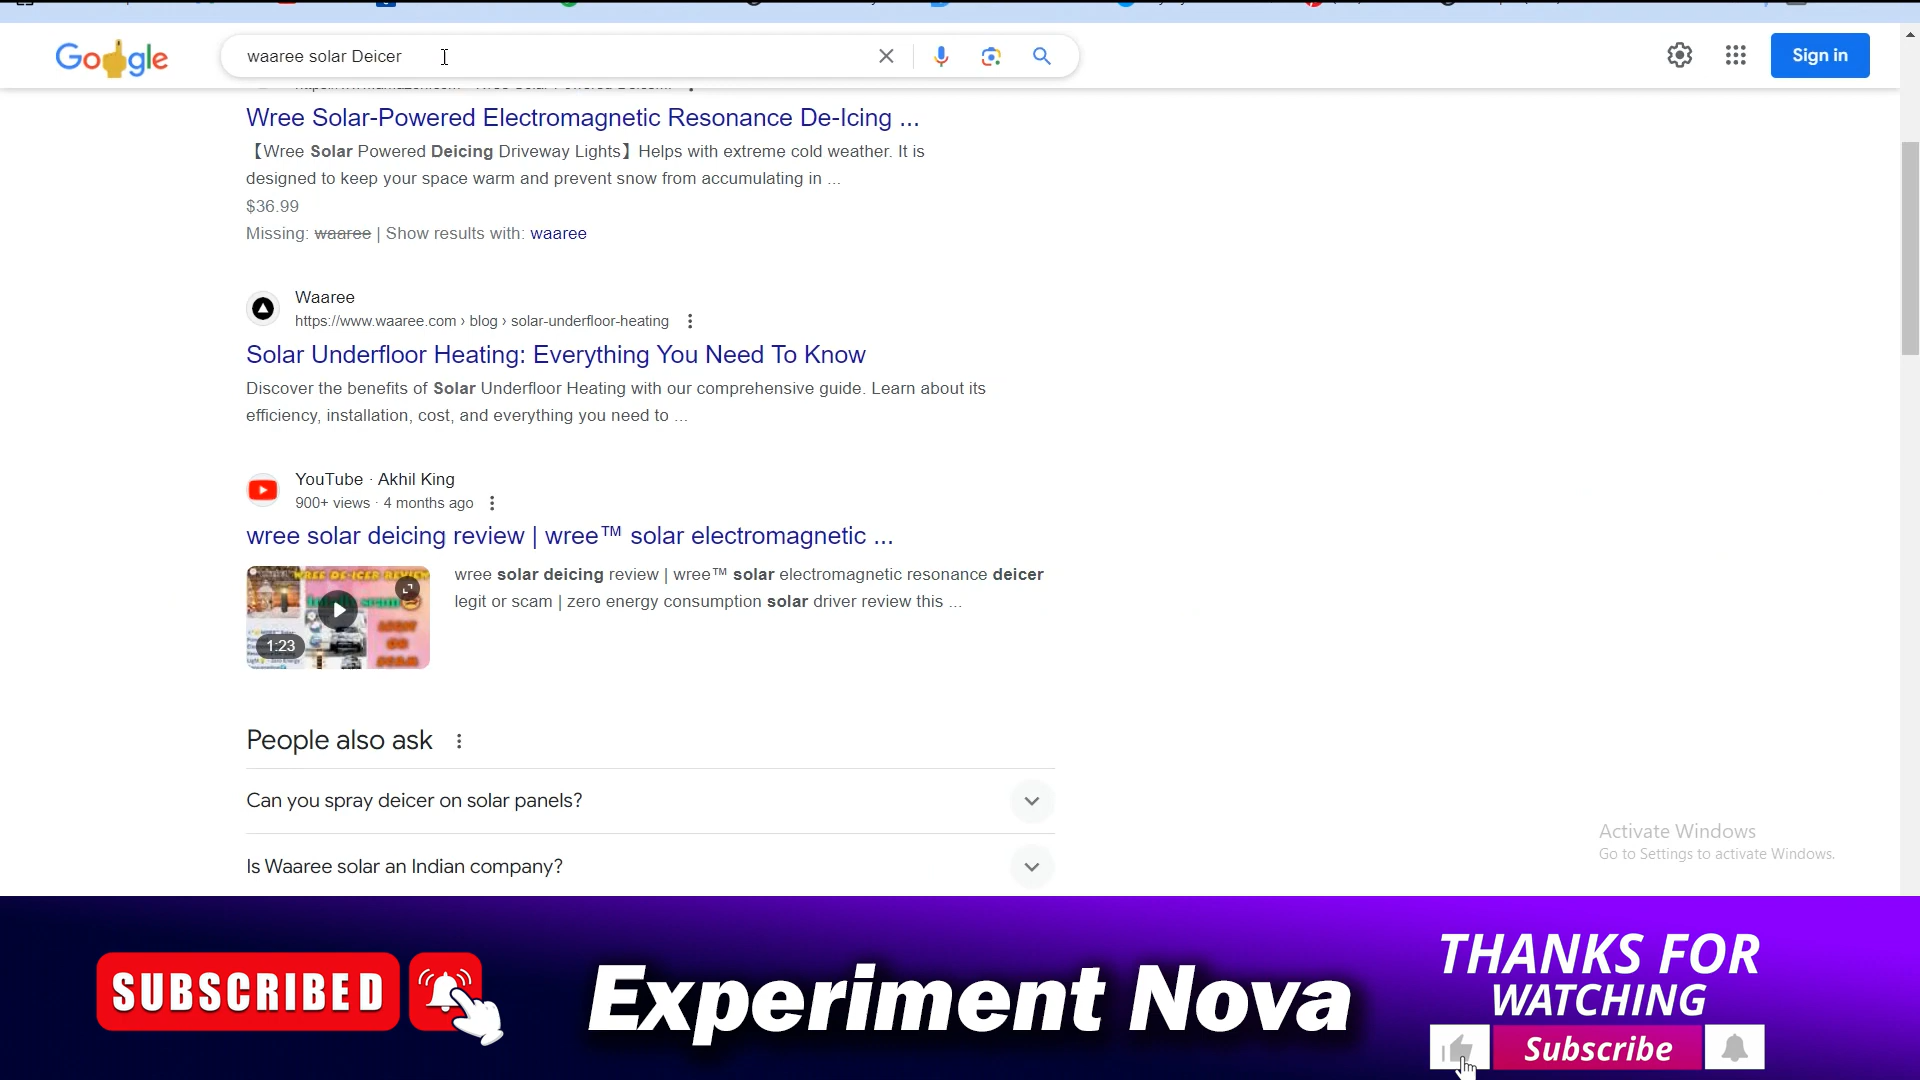 Google
waaree solar Deicer
Sign in
Wree Solar-Powered Electromagnetic Resonance De-Icing ...
【Wree Solar Powered Deicing Driveway Lights】Helps with extreme cold weather. It is
designed to keep your space warm and prevent snow from accumulating in ...
$36.99
Missing: waaree | Show results with: waaree
Waaree
https://www.waaree.com › blog › solar-underfloor-heating
Solar Underfloor Heating: Everything You Need To Know
Discover the benefits of Solar Underfloor Heating with our comprehensive guide. Learn about its
efficiency, installation, cost, and everything you need to ...
YouTube · Akhil King
900+ views · 4 months ago
wree solar deicing review | wree™ solar electromagnetic ...
WREE DE-ICER REVIEW
LEGIT
OR
SCAM
1:23
wree solar deicing review | wree™ solar electromagnetic resonance deicer
legit or scam | zero energy consumption solar driver review this ...
People also ask
Can you spray deicer on solar panels?
Is Waaree solar an Indian company?
Activate Windows
Go to Settings to activate Windows.
SUBSCRIBED
Experiment Nova
THANKS FOR
WATCHING
Subscribe